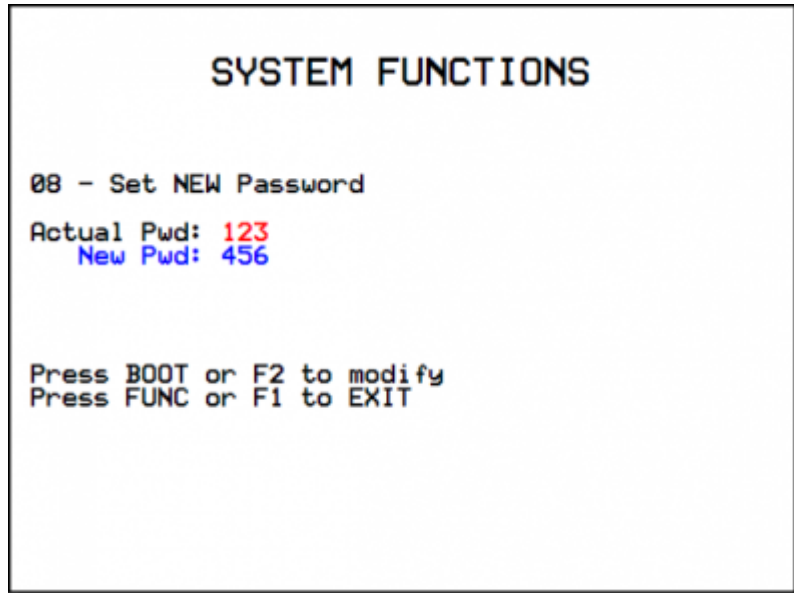 SYSTEM FUNCTIONS
08 - Set NEW Password
Actual Pwd: 123
New Pwd: 456
Press BOOT or F2 to modify
Press FUNC or F1 to EXIT